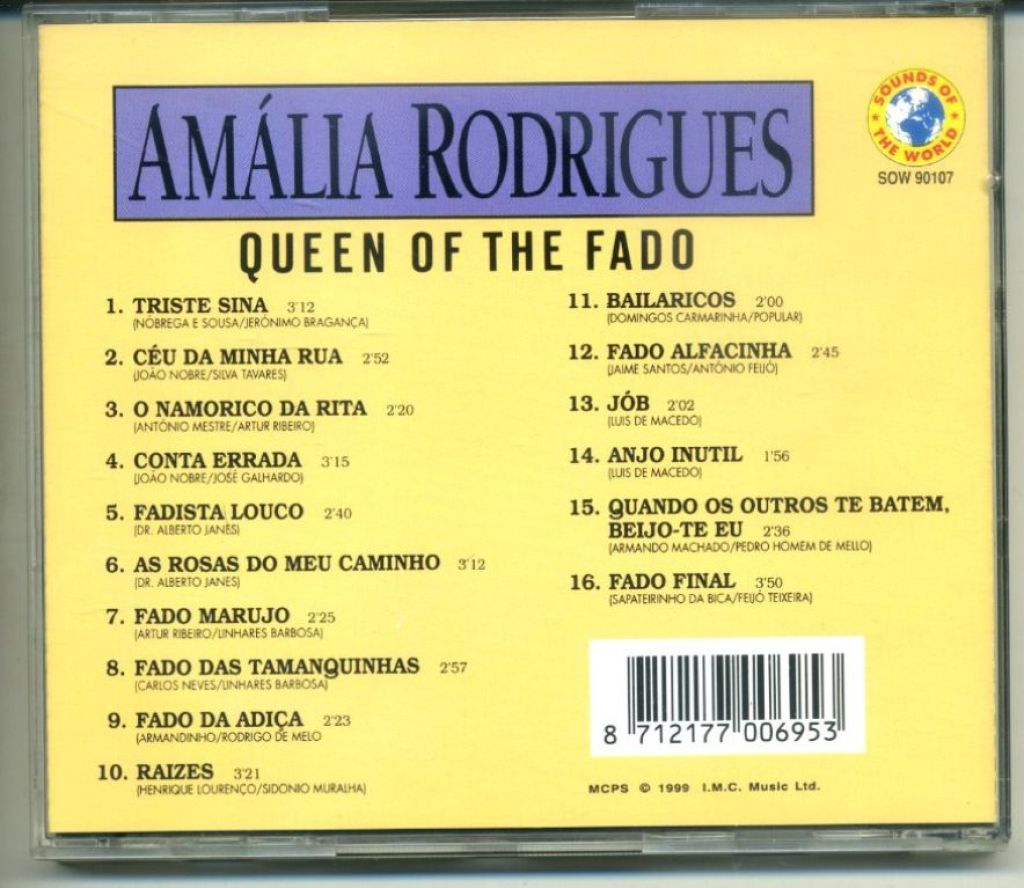 AMÁLIA RODRIGUES
SOUNDS OF
THE WORLD
SOW 90107
QUEEN OF THE FADO
1. TRISTE SINA 3'12
(NÓBREGA E SOUSA/JERÓNIMO BRAGANÇA)
2. CÉU DA MINHA RUA 2'52
(JOÃO NOBRE/SILVA TAVARES)
3. O NAMORICO DA RITA 2'20
(ANTÓNIO MESTRE/ARTUR RIBEIRO)
4. CONTA ERRADA 3'15
(JOÃO NOBRE/JOSÉ GALHARDO)
5. FADISTA LOUCO 2'40
(DR. ALBERTO JANÊS)
6. AS ROSAS DO MEU CAMINHO 3'12
(DR. ALBERTO JANES)
7. FADO MARUJO 2'25
(ARTUR RIBEIRO/LINHARES BARBOSA)
8. FADO DAS TAMANQUINHAS 2'57
(CARLOS NEVES/LINHARES BARBOSA)
9. FADO DA ADIÇA 2'23
(ARMANDINHO/RODRIGO DE MELO
10. RAIZES 3'21
(HENRIQUE LOURENÇO/SIDONIO MURALHA)
11. BAILARICOS 2'00
(DOMINGOS CARMARINHA/POPULAR)
12. FADO ALFACINHA 2'45
(JAIME SANTOS/ANTÓNIO FEIJÓ)
13. JÓB 2'02
(LUIS DE MACEDO)
14. ANJO INUTIL 1'56
(LUIS DE MACEDO)
15. QUANDO OS OUTROS TE BATEM,
BEIJO-TE EU 2'36
(ARMANDO MACHADO/PEDRO HOMEM DE MELLO)
16. FADO FINAL 3'50
(SAPATEIRINHO DA BICA/FEIJÓ TEIXEIRA)
8 712177 006953
MCPS © 1999 I.M.C. Music Ltd.